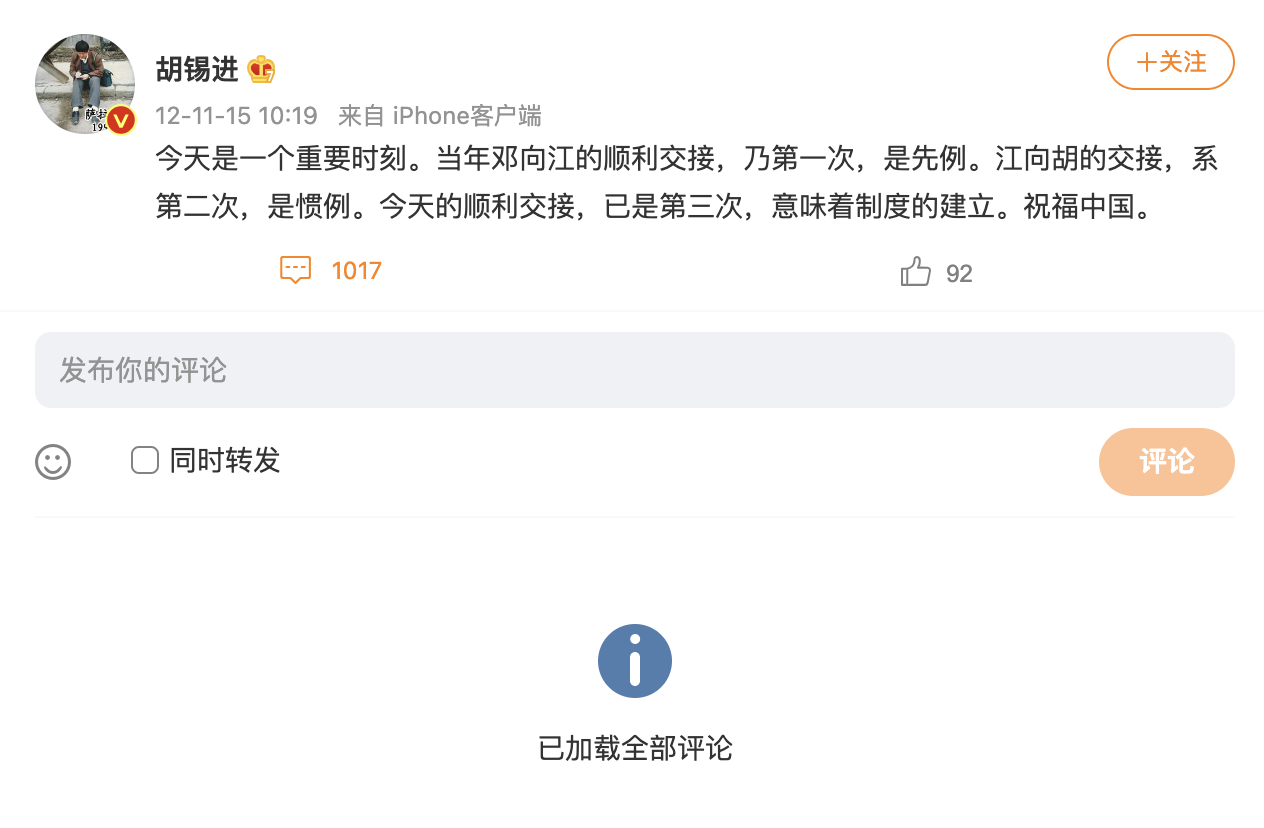 胡锡进
+关注
12-11-15 10:19 来自 iPhone客户端
今天是一个重要时刻。当年邓向江的顺利交接，乃第一次，是先例。江向胡的交接，系
第二次，是惯例。今天的顺利交接，已是第三次，意味着制度的建立。祝福中国。
1017
92
发布你的评论
同时转发
评论
已加载全部评论